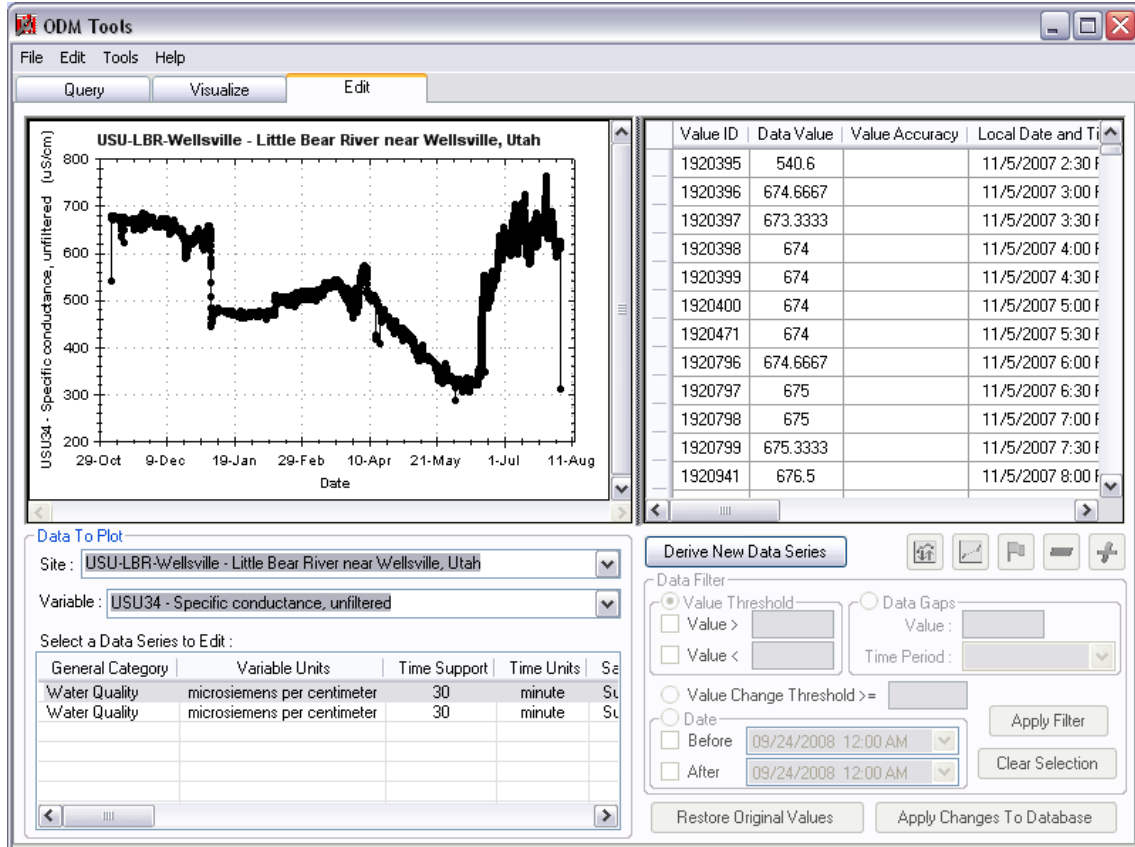 ODM Tools
File Edit Tools Help
Query Visualize Edit
USU-LBR-Wellsville - Little Bear River near Wellsville, Utah
USU34 - Specific conductance, unfiltered (uS/cm)
800
700
600
500
400
300
200
29-Oct 9-Dec 19-Jan 29-Feb 10-Apr 21-May 1-Jul 11-Aug
Date
Value ID Data Value Value Accuracy Local Date and Ti
1920395 540.6 11/5/2007 2:30 P
1920396 674.6667 11/5/2007 3:00 P
1920397 673.3333 11/5/2007 3:30 P
1920398 674 11/5/2007 4:00 P
1920399 674 11/5/2007 4:30 P
1920400 674 11/5/2007 5:00 P
1920471 674 11/5/2007 5:30 P
1920796 674.6667 11/5/2007 6:00 P
1920797 675 11/5/2007 6:30 P
1920798 675 11/5/2007 7:00 P
1920799 675.3333 11/5/2007 7:30 P
1920941 676.5 11/5/2007 8:00 P
Data To Plot
Site : USU-LBR-Wellsville - Little Bear River near Wellsville, Utah
Variable : USU34 - Specific conductance, unfiltered
Select a Data Series to Edit :
General Category Variable Units Time Support Time Units Sa
Water Quality microsiemens per centimeter 30 minute Su
Water Quality microsiemens per centimeter 30 minute Su
Derive New Data Series
Data Filter
Value Threshold
Value >
Value <
Data Gaps
Value :
Time Period :
Value Change Threshold >=
Date
Before 09/24/2008 12:00 AM
After 09/24/2008 12:00 AM
Apply Filter
Clear Selection
Restore Original Values Apply Changes To Database